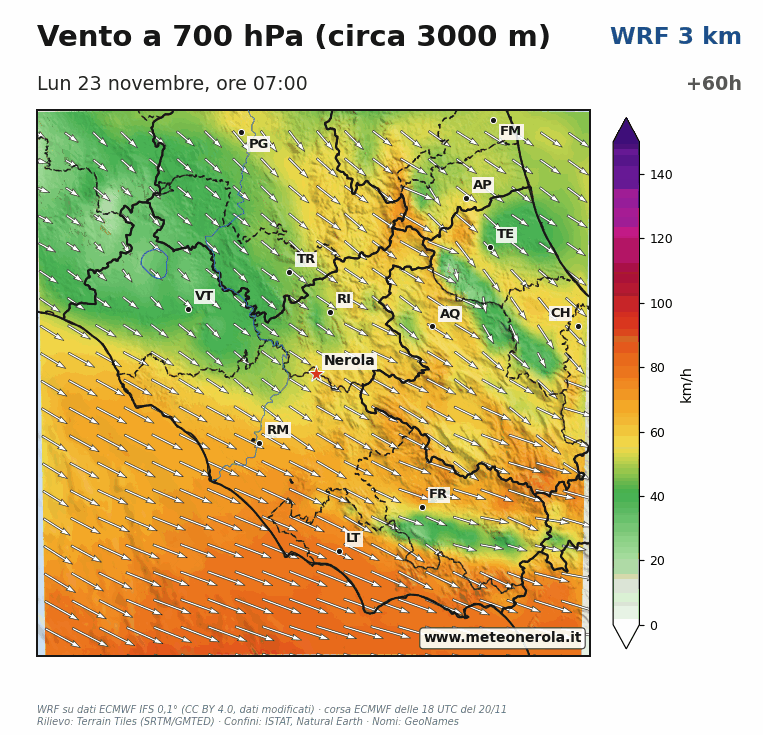 Vento a 700 hPa (circa 3000 m)
WRF 3 km
Lun 23 novembre, ore 07:00
+60h
FM
PG
AP
TE
TR
VT
RI
AQ
CH
Nerola
RM
FR
LT
www.meteonerola.it
140
120
100
80
60
40
20
0
km/h
WRF su dati ECMWF IFS 0,1° (CC BY 4.0, dati modificati) · corsa ECMWF delle 18 UTC del 20/11
Rilievo: Terrain Tiles (SRTM/GMTED) · Confini: ISTAT, Natural Earth · Nomi: GeoNames